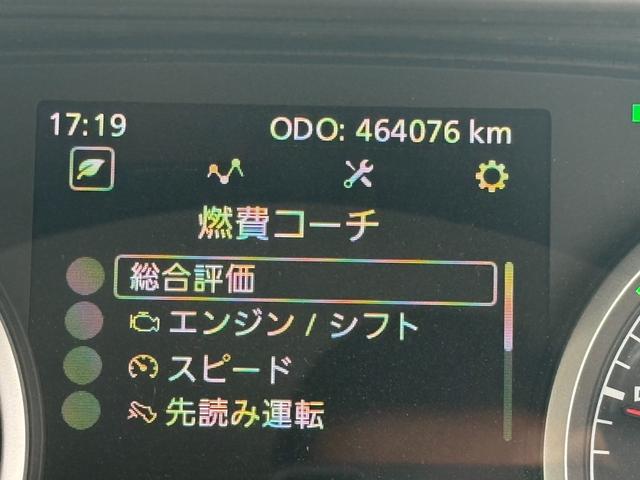 17:19 ODO: 464076 km
燃費コーチ
総合評価
エンジン / シフト
スピード
先読み運転